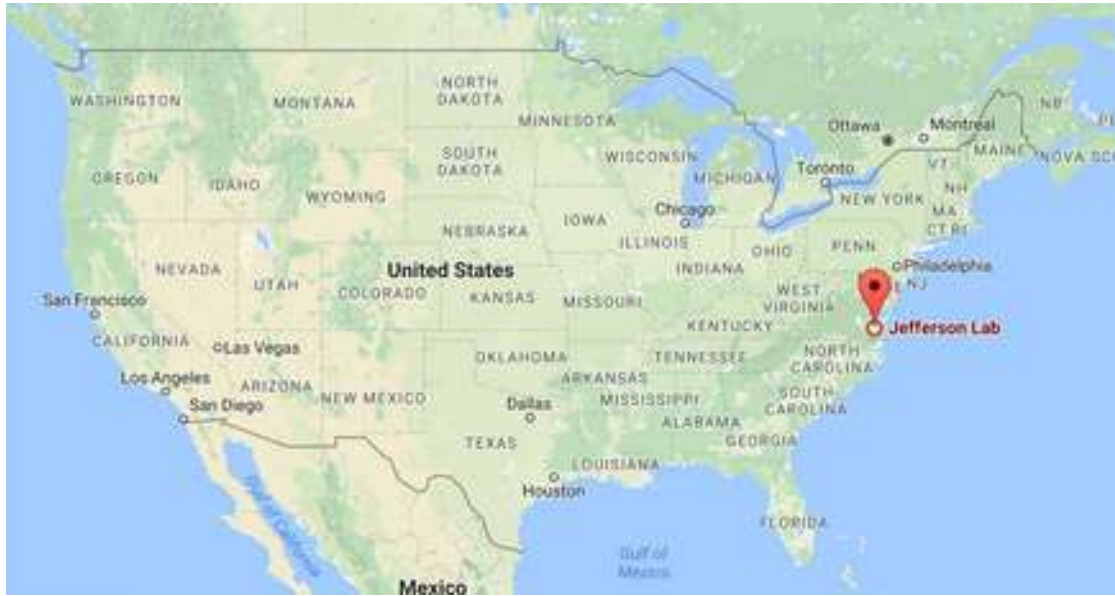 NORTH
DAKOTA
WASHINGTON
MONTANA
NB
MINNESOTA
Ottawa
Montreal
MAINE
NOVA SC
SOUTH
DAKOTA
WISCONSIN
VT
OREGON
IDAHO
MICHIGAN
Toronto
NH
WYOMING
NEW YORK
MA
Chicago
IOWA
CT RI
NEBRASKA
ILLINOIS
OHIO
PENN
NEVADA
United States
INDIANA
Philadelphia
UTAH
COLORADO
KANSAS
MISSOURI
WEST
VIRGINIA
NJ
San Francisco
KENTUCKY
Jefferson Lab
CALIFORNIA
Las Vegas
OKLAHOMA
TENNESSEE
NORTH
CAROLINA
Los Angeles
ARIZONA
ARKANSAS
NEW MEXICO
MISSISSIPPI
SOUTH
CAROLINA
San Diego
Dallas
ALABAMA
TEXAS
GEORGIA
LOUISIANA
Houston
Gulf of
California
FLORIDA
Gulf of
Mexico
Mexico